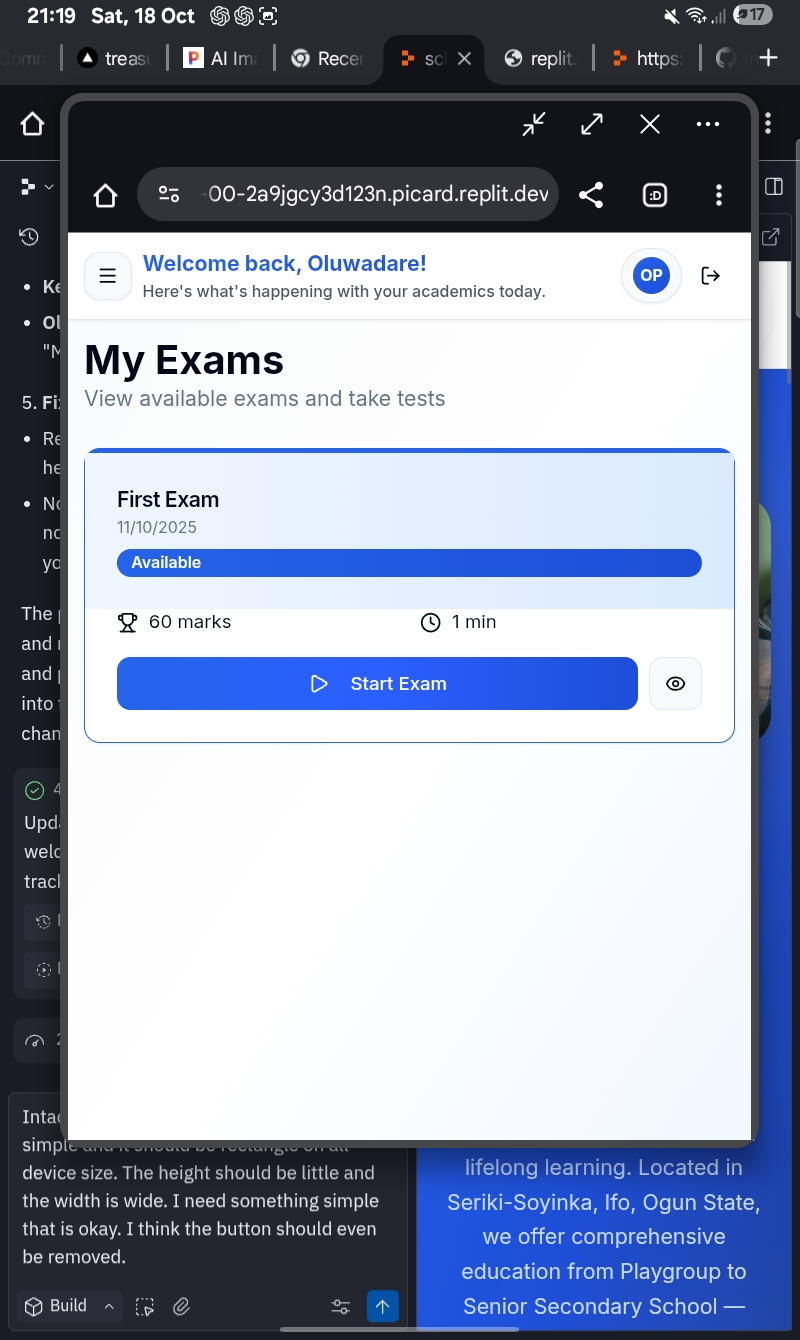 21:19 Sat, 18 Oct
17
treas
AI Im
Recer
sc
replit.
https:
-00-2a9jgcy3d123n.picard.replit.dev
:D
Welcome back, Oluwadare!
Here's what's happening with your academics today.
OP
My Exams
View available exams and take tests
First Exam
11/10/2025
Available
60 marks
1 min
Start Exam
Ke
Ol
"M
5. Fi
Re
he
No
no
yo
The
and
and
into
chan
4
Upda
welc
trac
2
Inta
simple and it should be rectangle on all
device size. The height should be little and
the width is wide. I need something simple
that is okay. I think the button should even
be removed.
Build
lifelong learning. Located in
Seriki-Soyinka, Ifo, Ogun State,
we offer comprehensive
education from Playgroup to
Senior Secondary School —